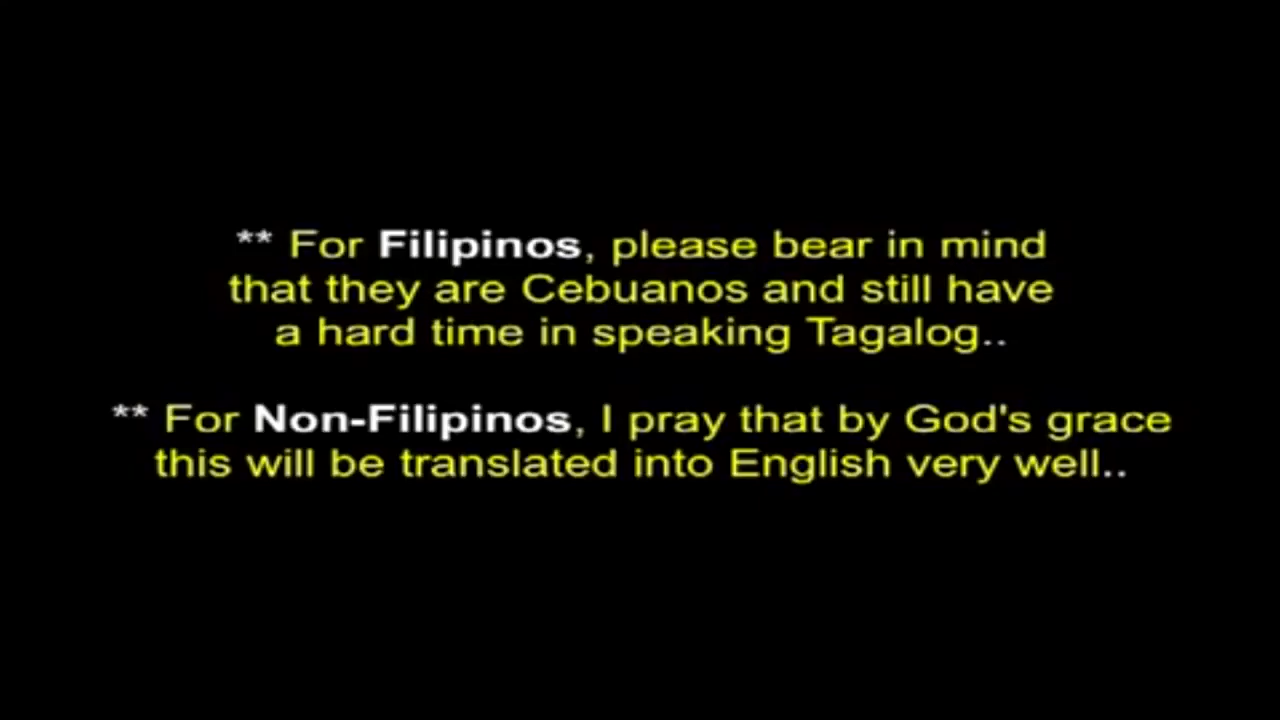 ** For Filipinos, please bear in mind
that they are Cebuanos and still have
a hard time in speaking Tagalog..
** For Non-Filipinos, I pray that by God's grace
this will be translated into English very well..